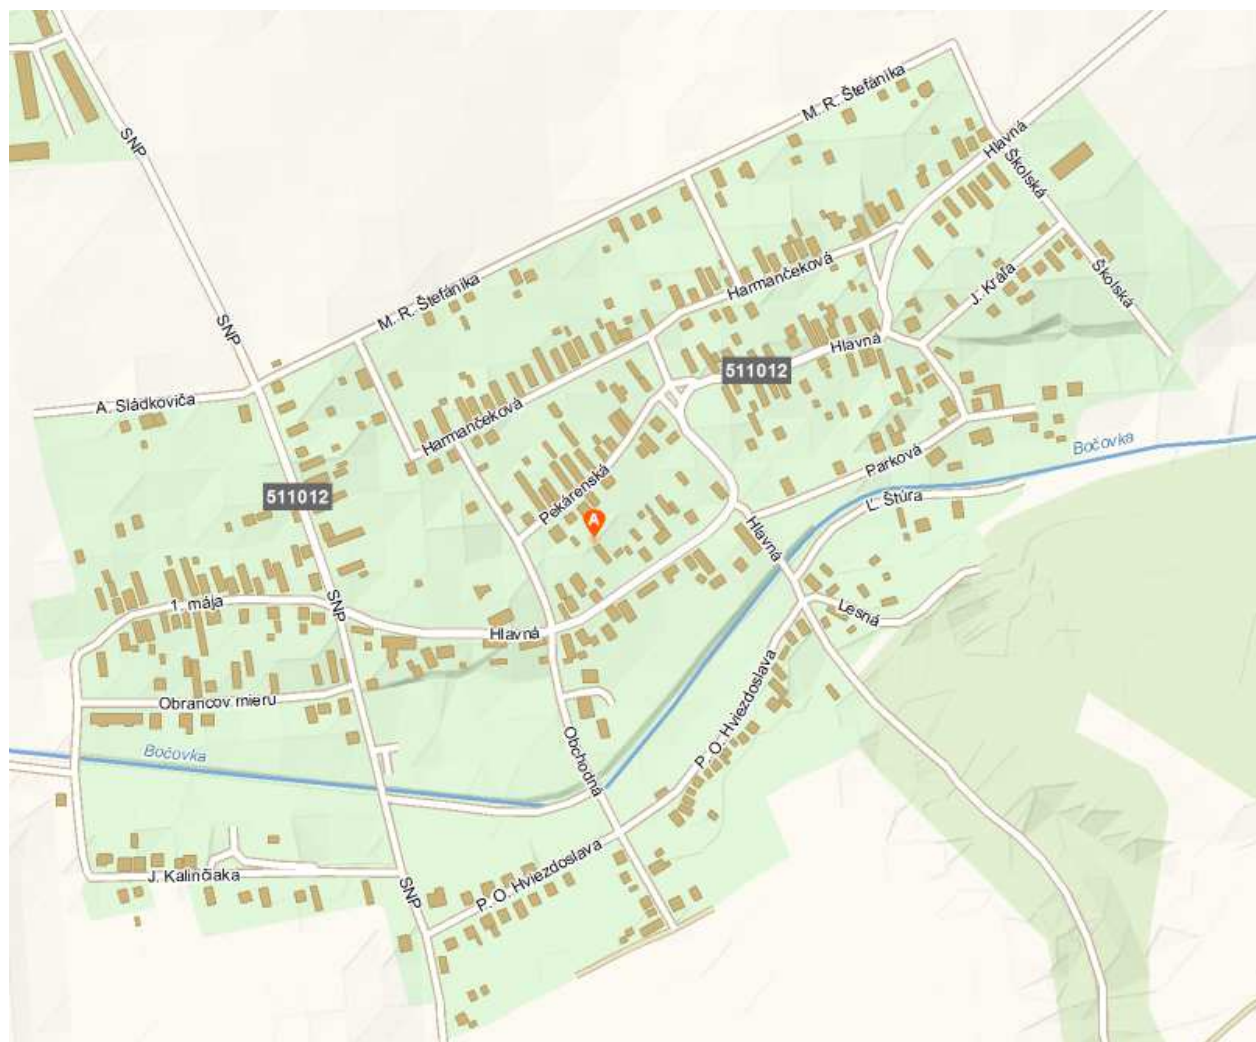 SNP
M. R. Štefánika
Hlavná
Školská
Školská
Harmančeková
J. Kráľa
M. R. Štefánika
SNP
Hlavná
511012
A. Sládkoviča
Harmančeková
Bočovka
Parková
Pekárenská
511012
Ľ. Štúra
A
Hlavná
1. mája
SNP
Lesná
Hlavná
Obrancov mieru
P. O. Hviezdoslava
Bočovka
Obchodná
P. O. Hviezdoslava
J. Kalinčiaka
SNP